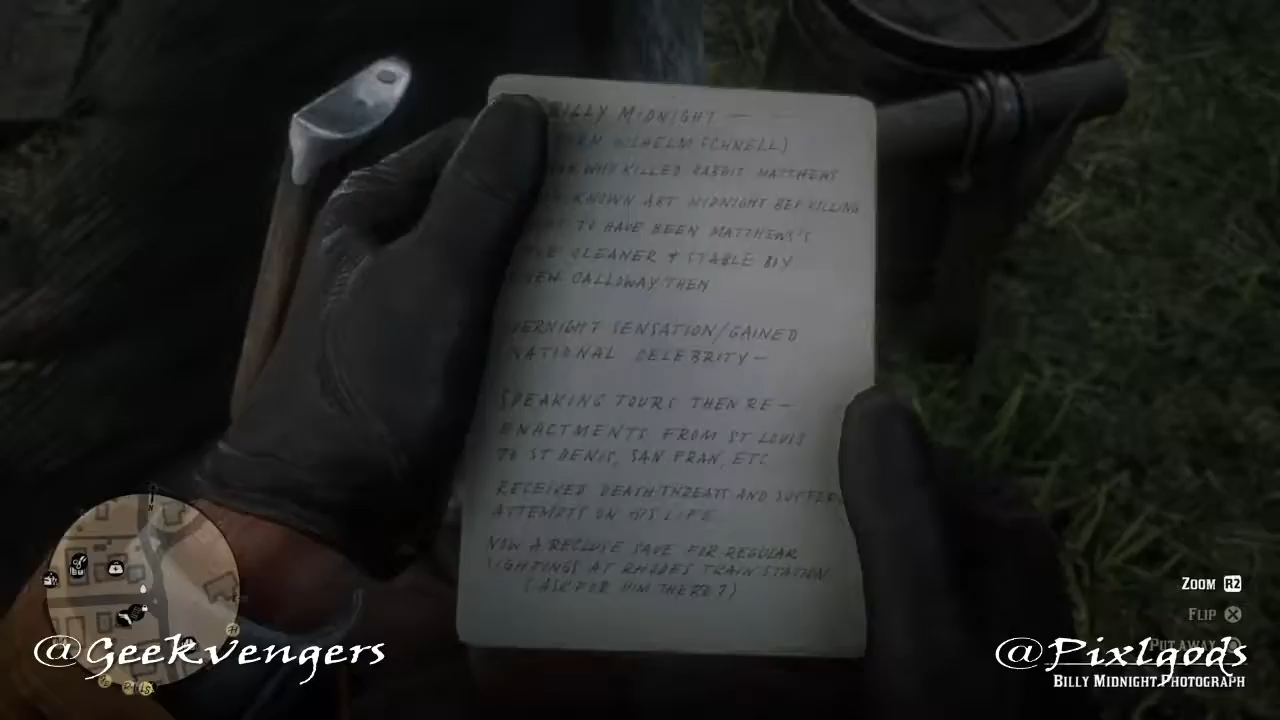 BILLY MIDNIGHT —
WILHELM SCHNELL)
WHO KILLED RABBIT MATTHEWS
KNOWN ABT MIDNIGHT BEF KILLING
TO HAVE BEEN MATTHEWS'S
CLEANER & STABLE BOY
CALLOWAY THEN
OVERNIGHT SENSATION/GAINED
NATIONAL CELEBRITY—
SPEAKING TOURS THEN RE—
ENACTMENTS FROM ST LOUIS
TO ST DENIS, SAN FRAN, ETC
RECEIVED DEATH THREATS AND
ATTEMPTS ON HIS LIFE
NOW A RECLUSE SAVE FOR REGULAR
SIGHTINGS AT RHODES TRAIN STATION
(ASK FOR HIM THERE?)
ZOOM R2
FLIP
PUT AWAY
BILLY MIDNIGHT PHOTOGRAPH
@Geekvengers
@Pixlgods